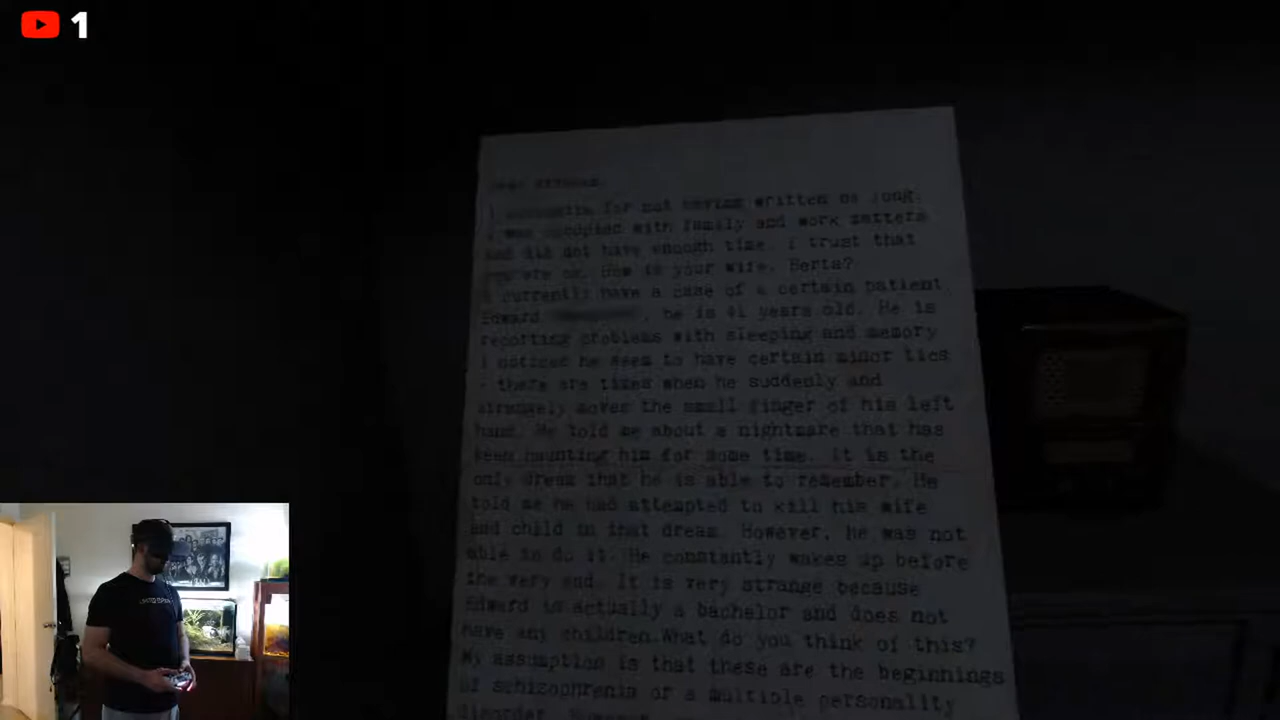 1
I apologize for not having written so long.
I was occupied with family and work matters
and did not have enough time. I trust that
you are ok. How is your wife, Berta?
I currently have a case of a certain patient
Edward , he is 41 years old. He is
reporting problems with sleeping and memory
I noticed he seem to have certain minor tics
- there are times when he suddenly and
strangely moves the small finger of his left
hand. He told me about a nightmare that has
been haunting him for some time. It is the
only dream that he is able to remember. He
told me he had attempted to kill his wife
and child in that dream. However, he was not
able to do it. He constantly wakes up before
the very end. It is very strange because
Edward is actually a bachelor and does not
have any children.What do you think of this?
My assumption is that these are the beginnings
of schizophrenia or a multiple personality
disorder. However